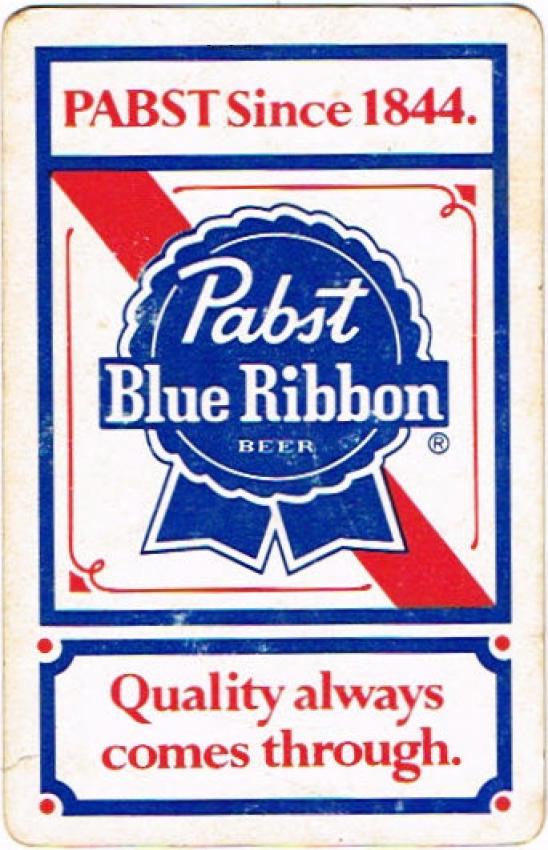 PABST Since 1844.
Pabst
Blue Ribbon
BEER
®
Quality always
comes through.